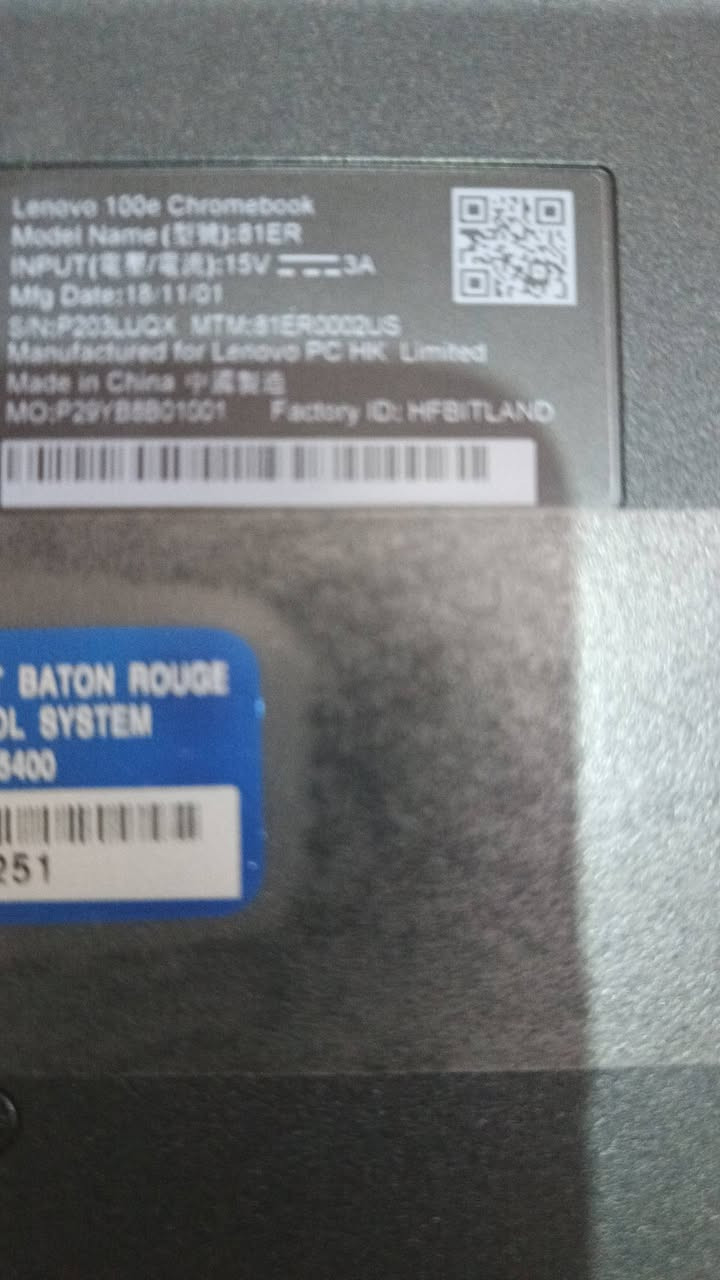 Lenovo 100e Chromebook
Model Name(型號):81ER
INPUT(電壓/電流):15V 3A
Mfg Date:18/11/01
S/N:P203LUQX MTM:81ER0002US
Manufactured for Lenovo PC HK Limited
Made in China 中國製造
MO:P29YB8B01001 Factory ID: HFBITLAND
T BATON ROUGE
OL SYSTEM
5400
251